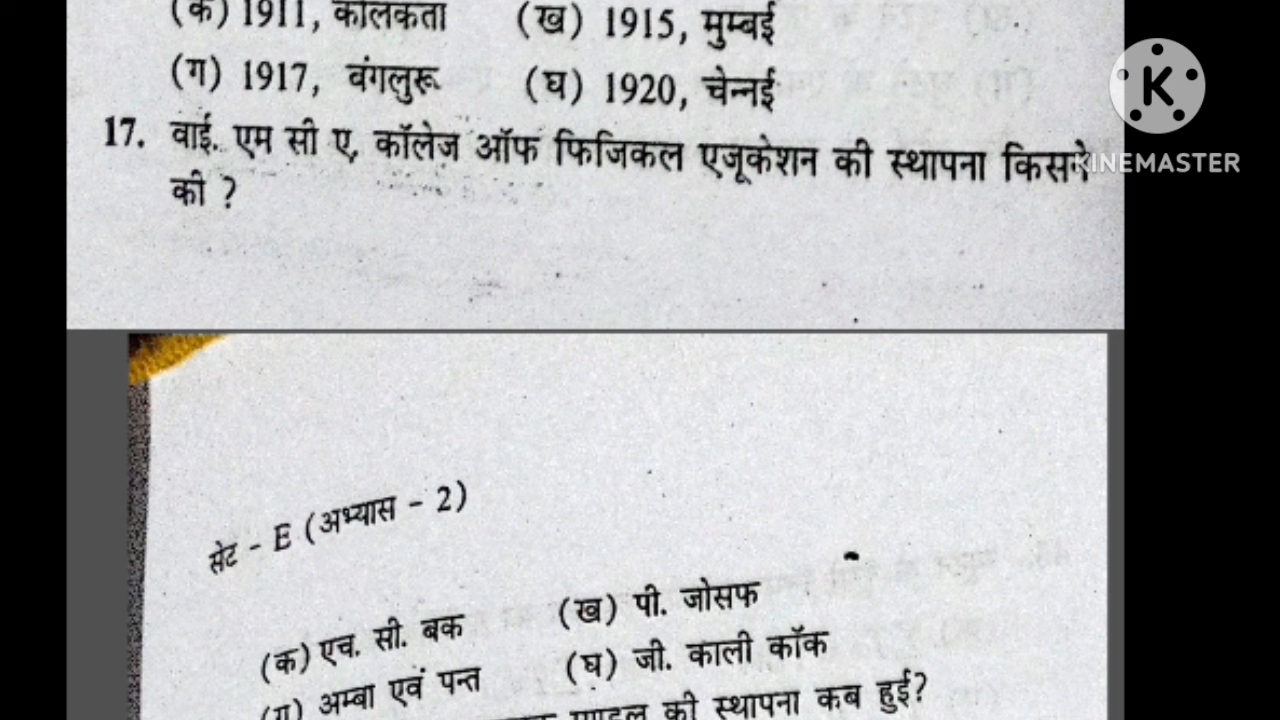 (क) 1911, कोलकता (ख) 1915, मुम्बई
(ग) 1917, बंगलुरू (घ) 1920, चेन्नई
K
KINEMASTER
17. वाई. एम सी ए. कॉलेज ऑफ फिजिकल एजूकेशन की स्थापना किसने
की ?
सेट - E (अभ्यास - 2)
(क) एच. सी. बक (ख) पी. जोसफ
(ग) अम्बा एवं पन्त (घ) जी. काली कॉक
की स्थापना कब हुई?